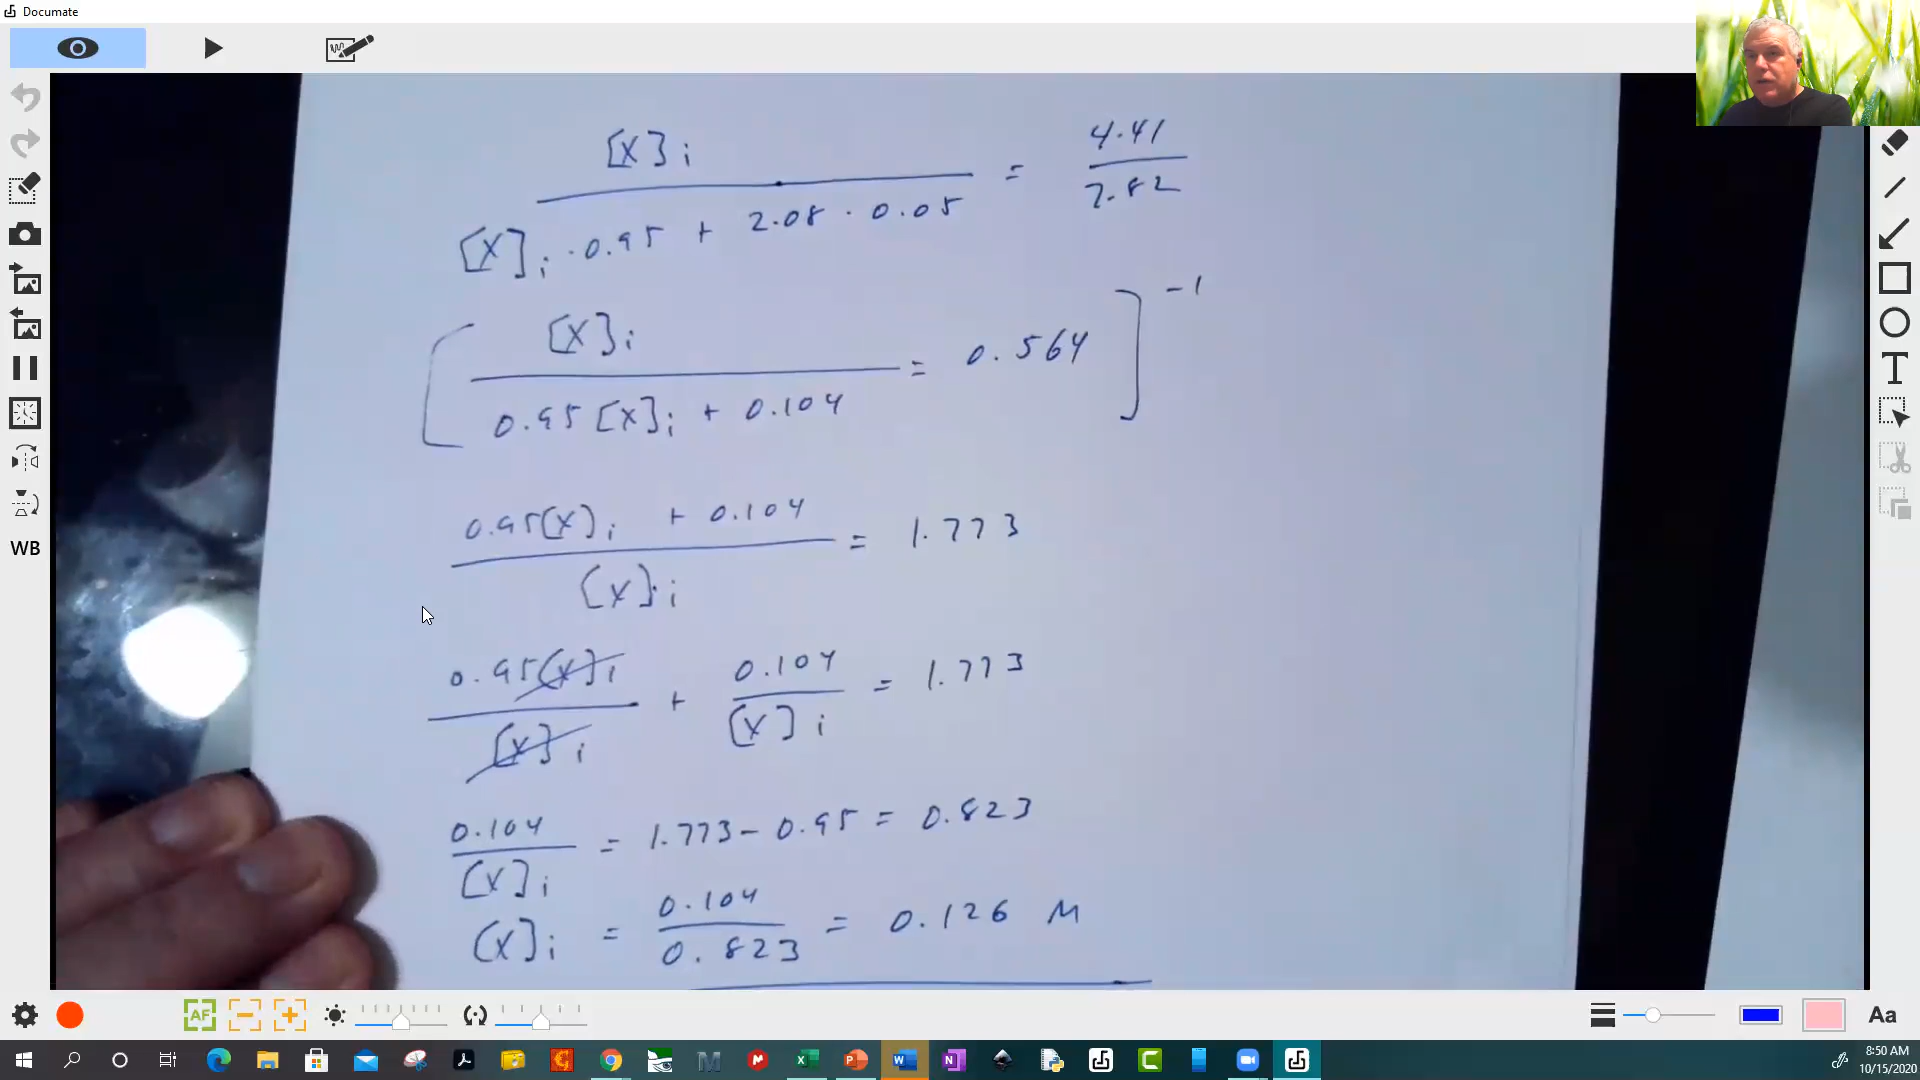 Documate
[X]i / [X]i · 0.95 + 2.08 · 0.05 = 4.41 / 7.82
[ [X]i / 0.95[X]i + 0.104 = 0.564 ]⁻¹
0.95[X]i + 0.104 / [X]i = 1.773
0.95[X]i / [X]i + 0.104 / [X]i = 1.773
0.104 / [X]i = 1.773 - 0.95 = 0.823
[X]i = 0.104 / 0.823 = 0.126 M
WB
T
AF
Aa
8:50 AM
10/15/2020